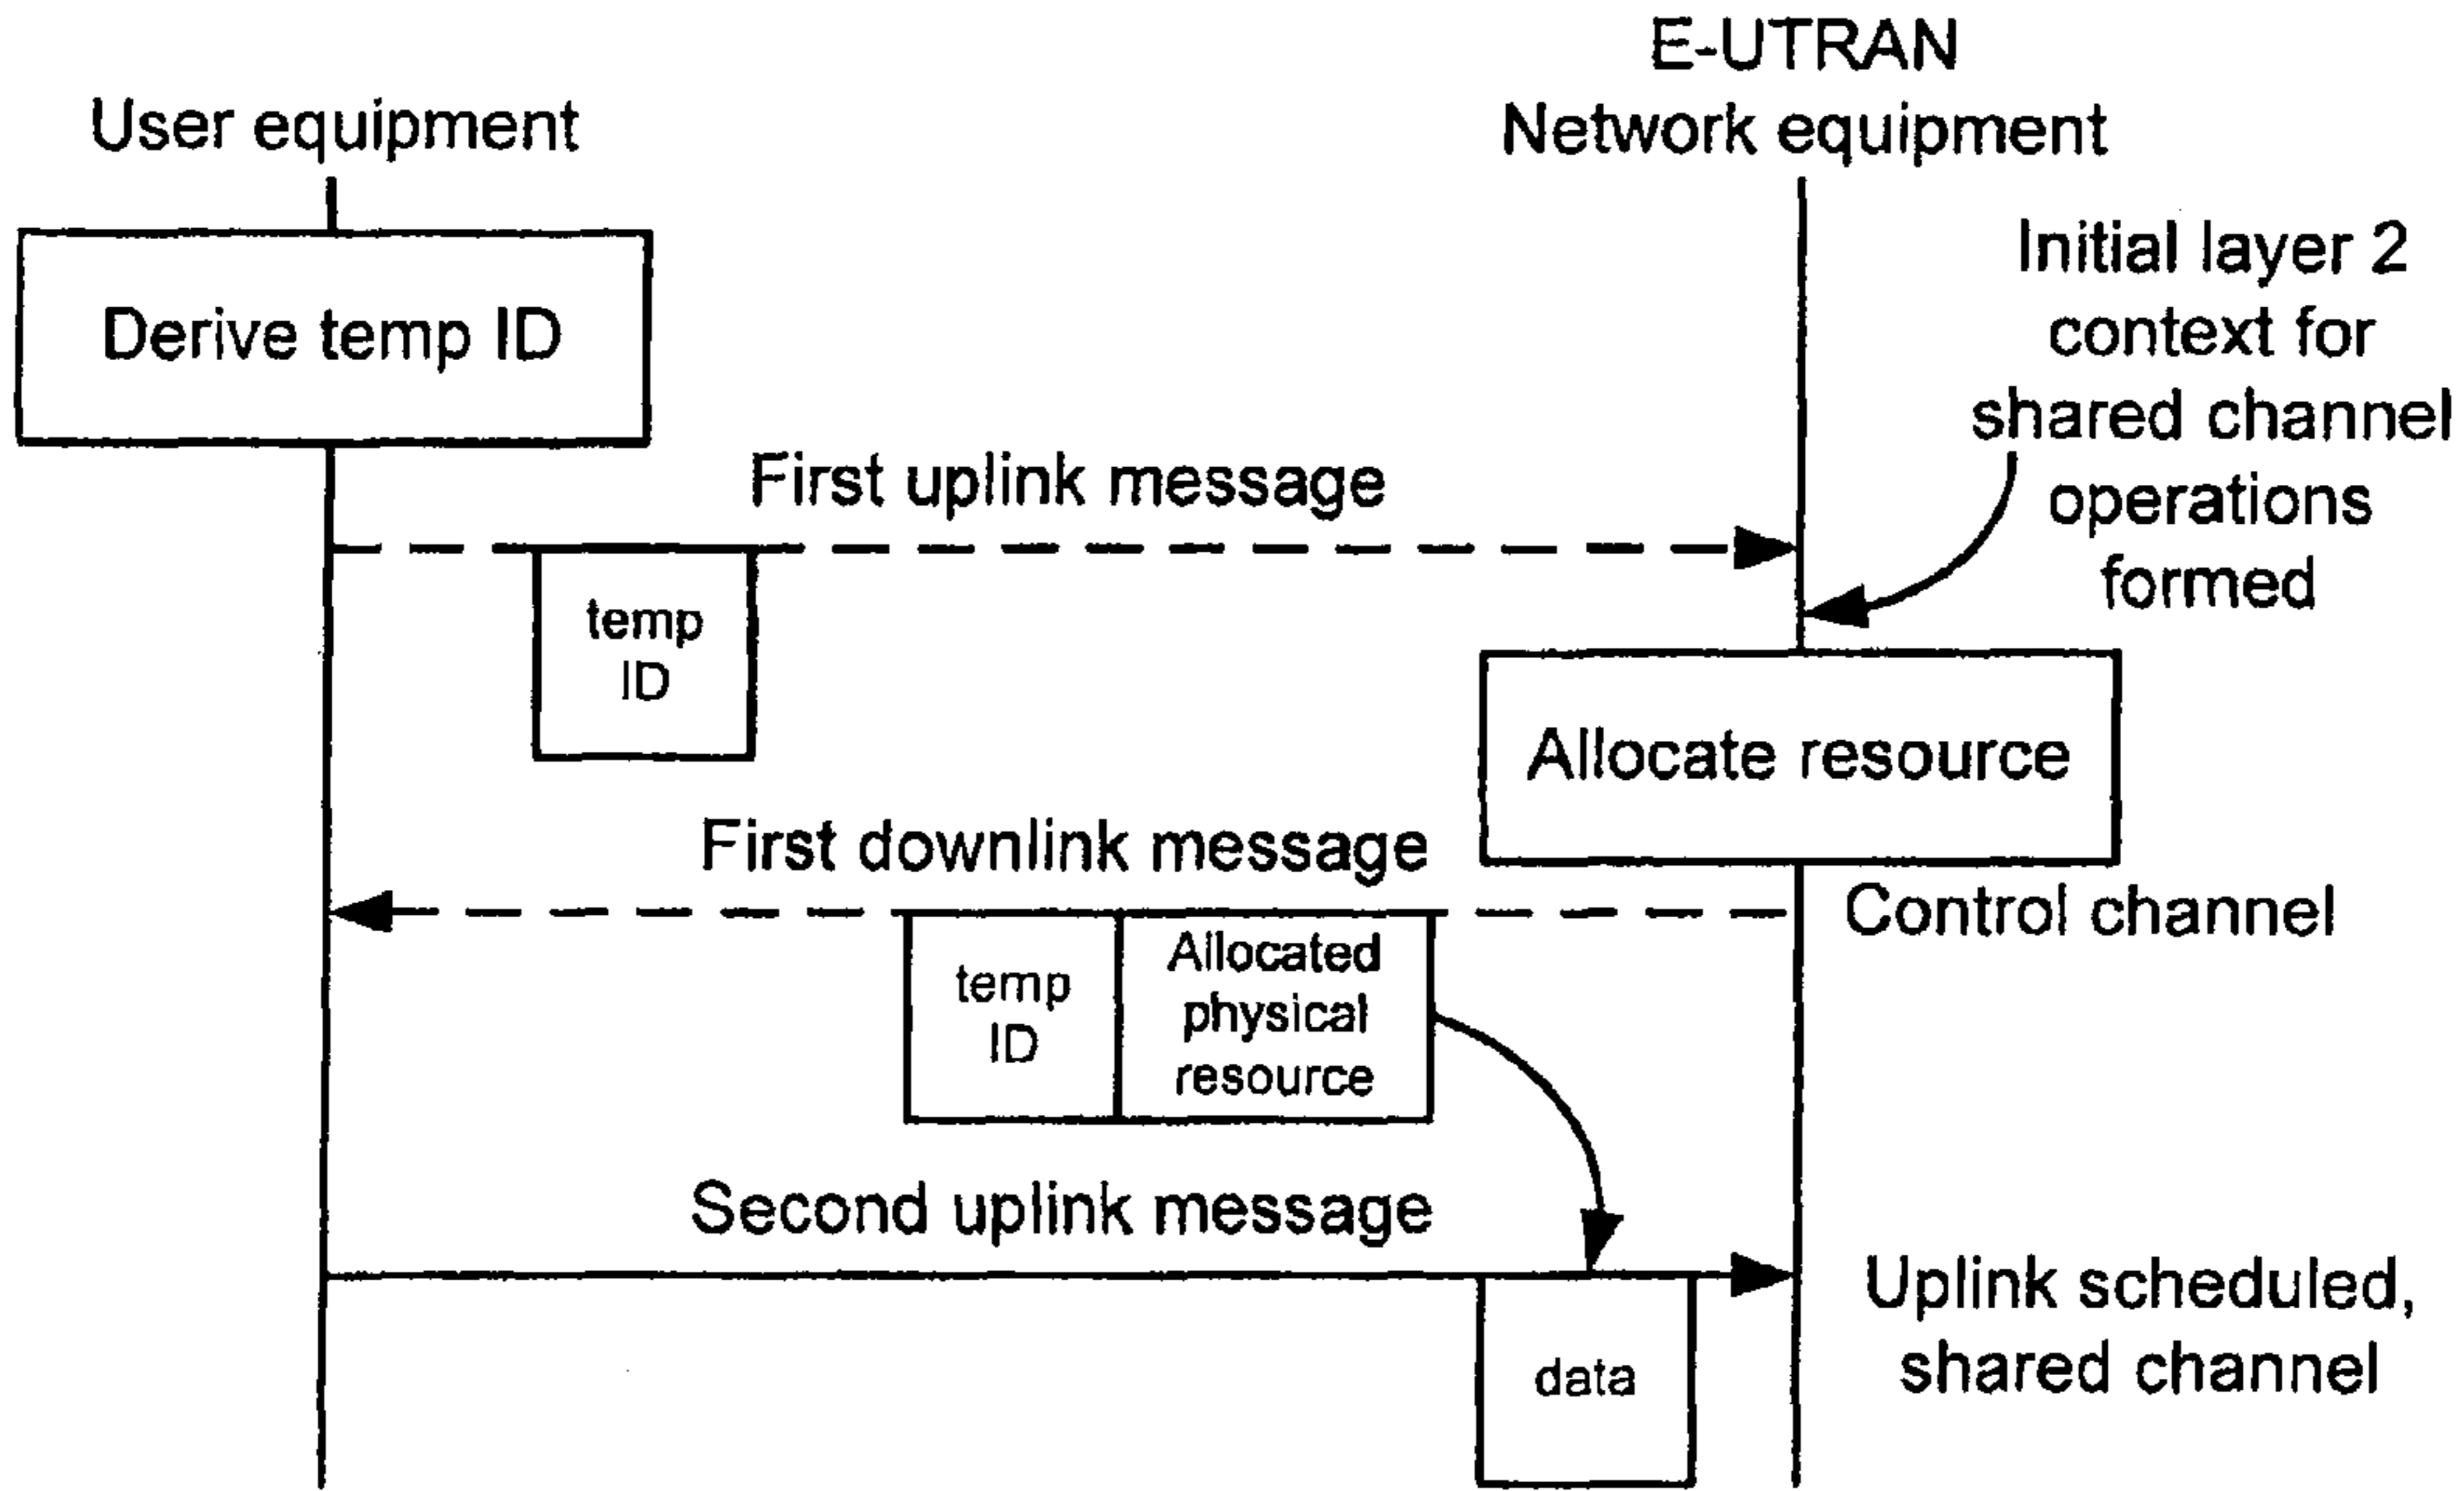 E-UTRAN
User equipment
Network equipment
Derive temp ID
Initial layer 2
context for
shared channel
operations
formed
First uplink message
temp
ID
Allocate resource
First downlink message
Control channel
temp
ID
Allocated
physical
resource
Second uplink message
Uplink scheduled,
shared channel
data